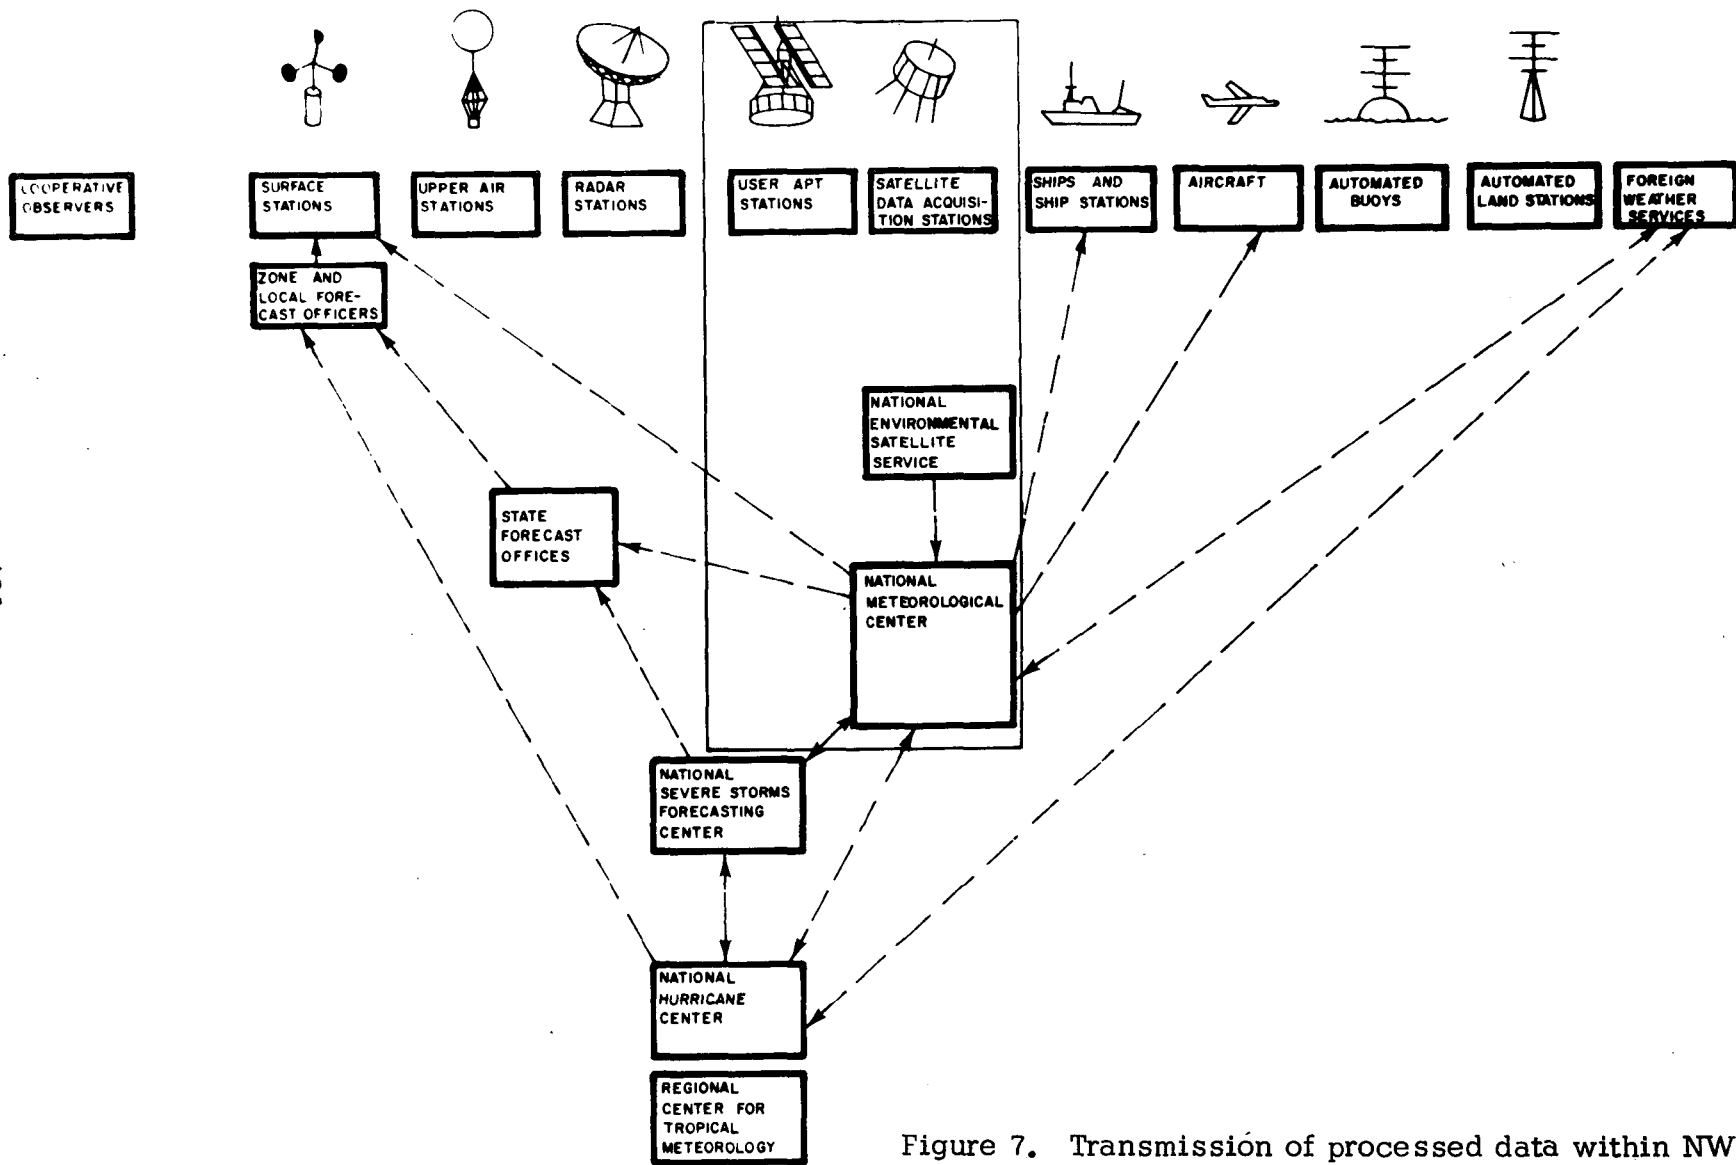 COOPERATIVE
OBSERVERS
SURFACE
STATIONS
UPPER AIR
STATIONS
RADAR
STATIONS
USER APT
STATIONS
SATELLITE
DATA ACQUISI-
TION STATIONS
SHIPS AND
SHIP STATIONS
AIRCRAFT
AUTOMATED
BUOYS
AUTOMATED
LAND STATIONS
FOREIGN
WEATHER
SERVICES
ZONE AND
LOCAL FORE-
CAST OFFICERS
NATIONAL
ENVIRONMENTAL
SATELLITE
SERVICE
STATE
FORECAST
OFFICES
NATIONAL
METEOROLOGICAL
CENTER
NATIONAL
SEVERE STORMS
FORECASTING
CENTER
NATIONAL
HURRICANE
CENTER
REGIONAL
CENTER FOR
TROPICAL
METEOROLOGY
Figure 7. Transmission of processed data within NW